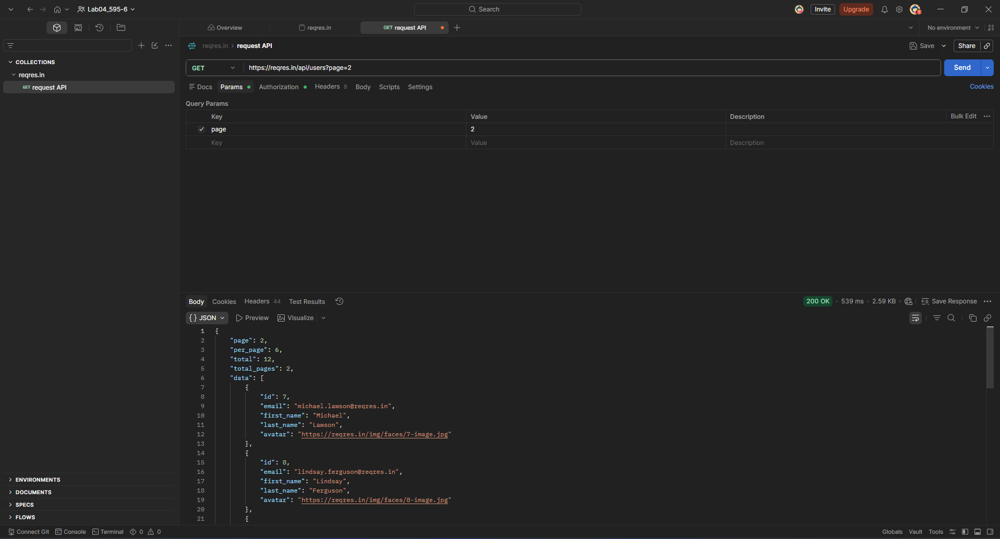 Lab04_595-6
Search
Invite
Upgrade
Overview
reqres.in
GET request API
No environment
HTTP reqres.in > request API
Save
Share
COLLECTIONS
reqres.in
GET request API
GET
https://reqres.in/api/users?page=2
Send
Docs
Params
Authorization
Headers 8
Body
Scripts
Settings
Cookies
Query Params
Key
Value
Description
Bulk Edit
page
2
Key
Value
Description
Body
Cookies
Headers 44
Test Results
200 OK
539 ms
2.59 KB
e.g. Save Response
{} JSON
Preview
Visualize
1 {
2 "page": 2,
3 "per_page": 6,
4 "total": 12,
5 "total_pages": 2,
6 "data": [
7 {
8 "id": 7,
9 "email": "michael.lawson@reqres.in",
10 "first_name": "Michael",
11 "last_name": "Lawson",
12 "avatar": "https://reqres.in/img/faces/7-image.jpg"
13 },
14 {
15 "id": 8,
16 "email": "lindsay.ferguson@reqres.in",
17 "first_name": "Lindsay",
18 "last_name": "Ferguson",
19 "avatar": "https://reqres.in/img/faces/8-image.jpg"
20 },
21 {
ENVIRONMENTS
DOCUMENTS
SPECS
FLOWS
Connect Git
Console
Terminal
0
0
Globals
Vault
Tools